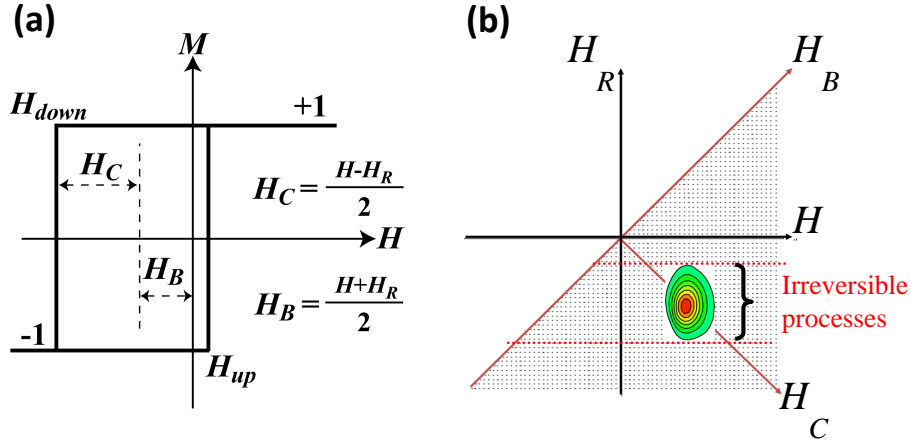 (a)
M
H_down
+1
H_C
H_C = H-H_R / 2
H
H_B
H_B = H+H_R / 2
-1
H_up
(b)
H_R
H_B
H
Irreversible
processes
H_C